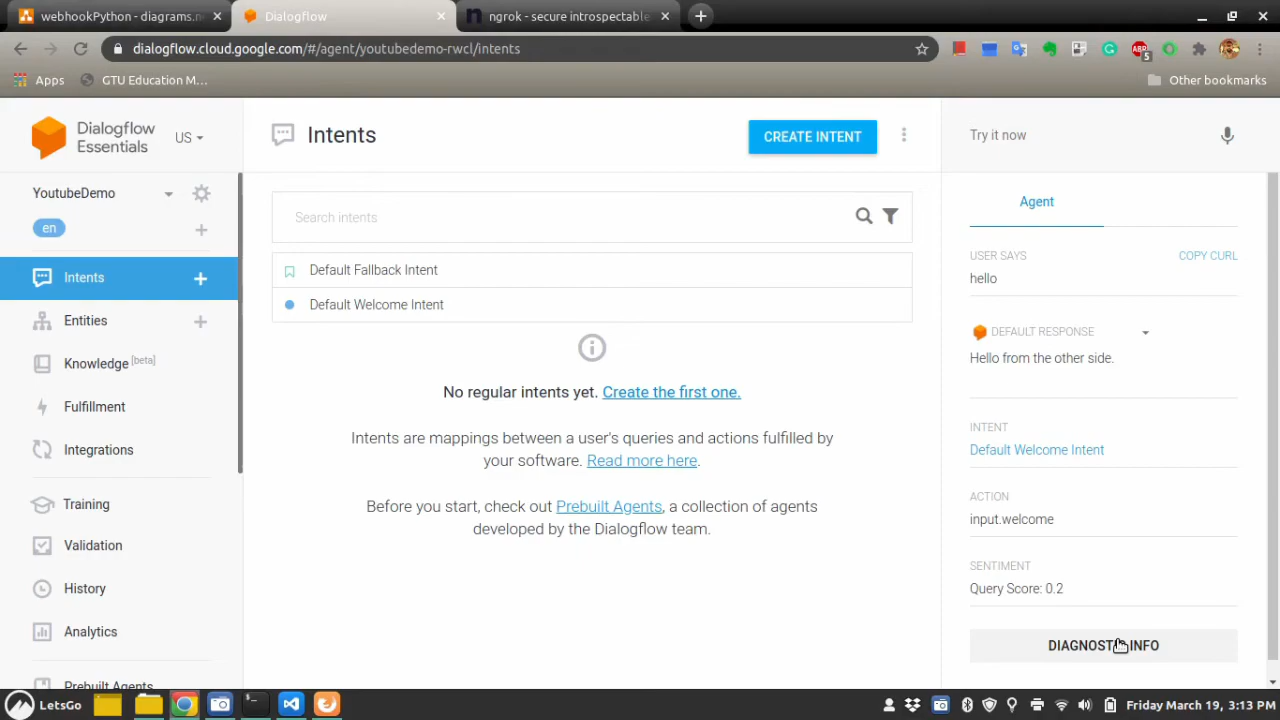 webhookPython - diagrams.n
Dialogflow
ngrok - secure introspectable
dialogflow.cloud.google.com/#/agent/youtubedemo-rwcl/intents
ABP
5
Apps
GTU Education M...
Other bookmarks
Dialogflow
Essentials
US
Intents
CREATE INTENT
Try it now
YoutubeDemo
en
Search intents
Agent
Intents
Default Fallback Intent
Default Welcome Intent
USER SAYS
COPY CURL
hello
Entities
Knowledge [beta]
Fulfillment
Integrations
No regular intents yet. Create the first one.
Intents are mappings between a user's queries and actions fulfilled by
your software. Read more here.
Before you start, check out Prebuilt Agents, a collection of agents
developed by the Dialogflow team.
DEFAULT RESPONSE
Hello from the other side.
INTENT
Default Welcome Intent
ACTION
input.welcome
SENTIMENT
Query Score: 0.2
DIAGNOSTIC INFO
Training
Validation
History
Analytics
Prebuilt Agents
LetsGo
Friday March 19, 3:13 PM